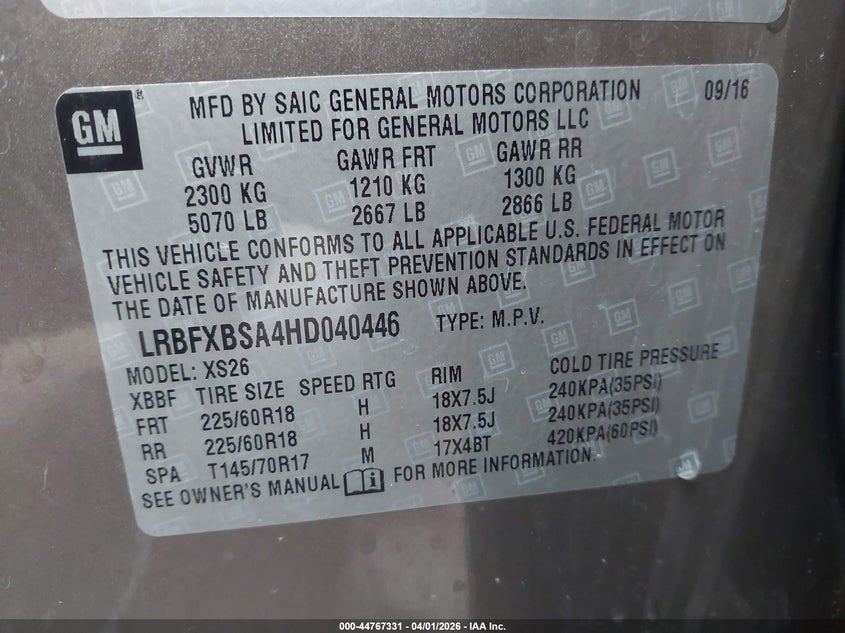 GM ®
MFD BY SAIC GENERAL MOTORS CORPORATION 09/16
LIMITED FOR GENERAL MOTORS LLC
GVWR GAWR FRT GAWR RR
2300 KG 1210 KG 1300 KG
5070 LB 2667 LB 2866 LB
THIS VEHICLE CONFORMS TO ALL APPLICABLE U.S. FEDERAL MOTOR
VEHICLE SAFETY AND THEFT PREVENTION STANDARDS IN EFFECT ON
THE DATE OF MANUFACTURE SHOWN ABOVE.
LRBFXBSA4HD040446 TYPE: M.P.V.
MODEL: XS26
XBBF TIRE SIZE SPEED RTG RIM COLD TIRE PRESSURE
FRT 225/60R18 H 18X7.5J 240KPA(35PSI)
RR 225/60R18 H 18X7.5J 240KPA(35PSI)
SPA T145/70R17 M 17X4BT 420KPA(60PSI)
SEE OWNER'S MANUAL FOR MORE INFORMATION.
000-44767331 | 04/01/2026 | IAA Inc.